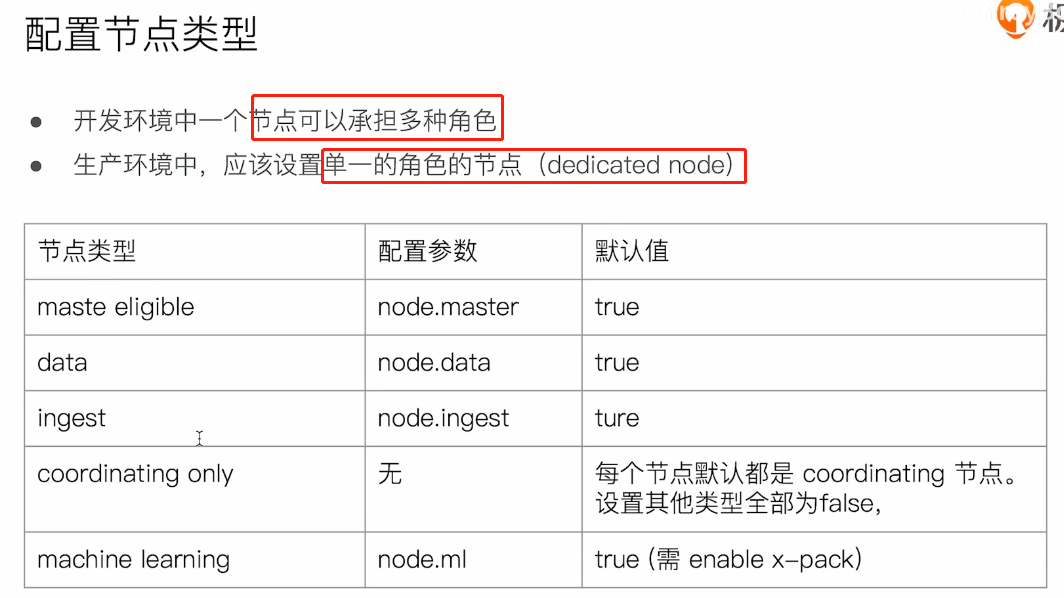 配置节点类型
开发环境中一个节点可以承担多种角色
生产环境中，应该设置单一的角色的节点（dedicated node）
节点类型 配置参数 默认值
maste eligible node.master true
data node.data true
ingest node.ingest ture
coordinating only 无 每个节点默认都是 coordinating 节点。
设置其他类型全部为false,
machine learning node.ml true (需 enable x-pack)